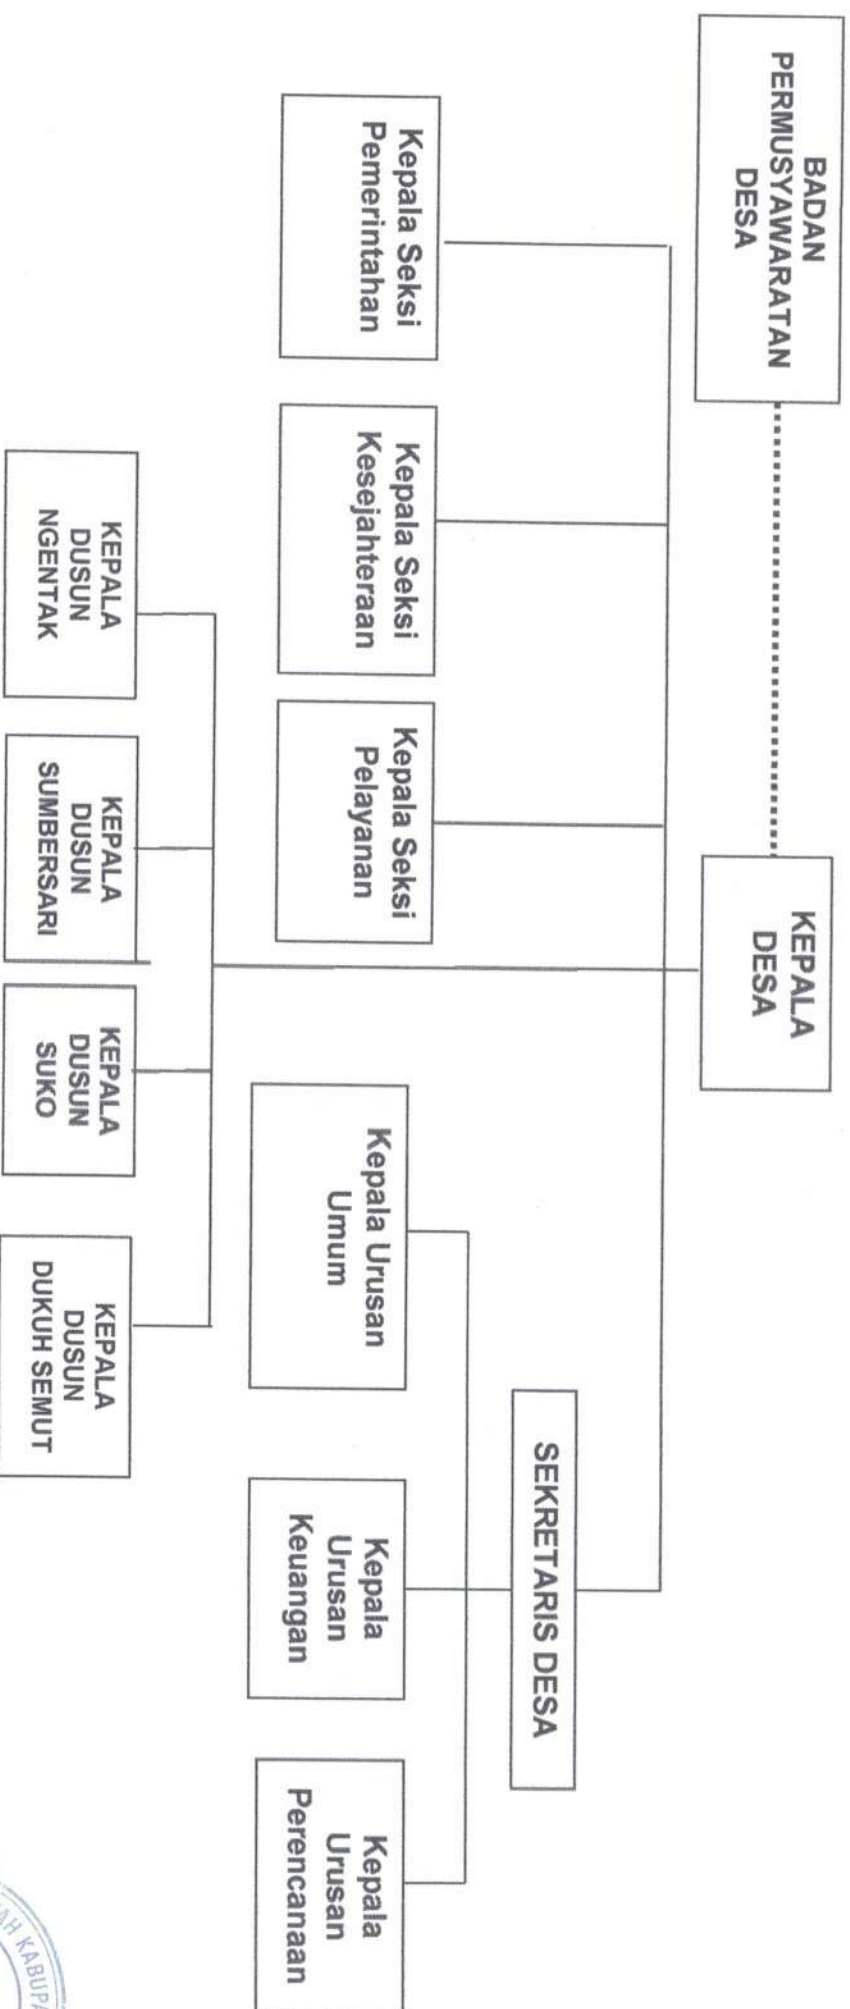 BADAN
PERMUSYAWARATAN
DESA
KEPALA
DESA
SEKRETARIS DESA
Kepala Seksi
Pemerintahan
Kepala Seksi
Kesejahteraan
Kepala Seksi
Pelayanan
Kepala Urusan
Umum
Kepala
Urusan
Keuangan
Kepala
Urusan
Perencanaan
KEPALA
DUSUN
NGENTAK
KEPALA
DUSUN
SUMBERSARI
KEPALA
DUSUN
SUKO
KEPALA
DUSUN
DUKUH SEMUT